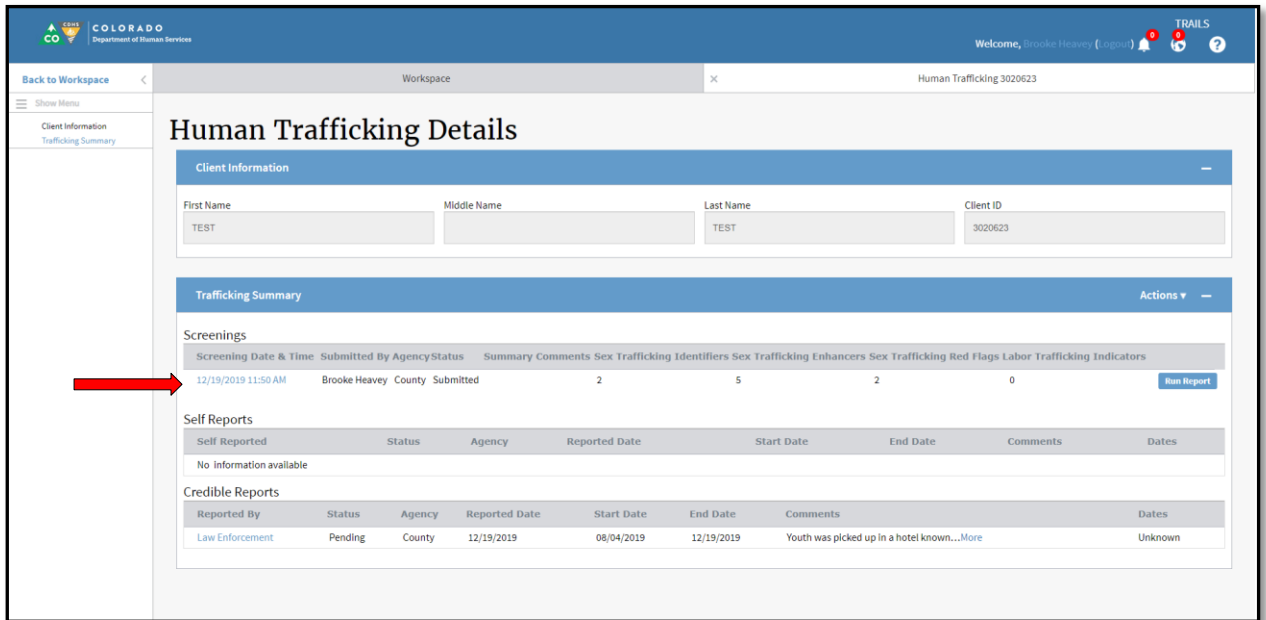 CDHS
CO
COLORADO
Department of Human Services
TRAILS
Welcome, Brooke Heavey (Logout) 0 0 ?
Back to Workspace <
Workspace
× Human Trafficking 3020623
Show Menu
Client Information
Trafficking Summary
Human Trafficking Details
Client Information –
First Name Middle Name Last Name Client ID
TEST TEST 3020623
Trafficking Summary Actions ▾ –
Screenings
Screening Date & Time Submitted By Agency Status Summary Comments Sex Trafficking Identifiers Sex Trafficking Enhancers Sex Trafficking Red Flags Labor Trafficking Indicators
12/19/2019 11:50 AM Brooke Heavey County Submitted 2 5 2 0 Run Report
Self Reports
Self Reported Status Agency Reported Date Start Date End Date Comments Dates
No information available
Credible Reports
Reported By Status Agency Reported Date Start Date End Date Comments Dates
Law Enforcement Pending County 12/19/2019 08/04/2019 12/19/2019 Youth was picked up in a hotel known...More Unknown